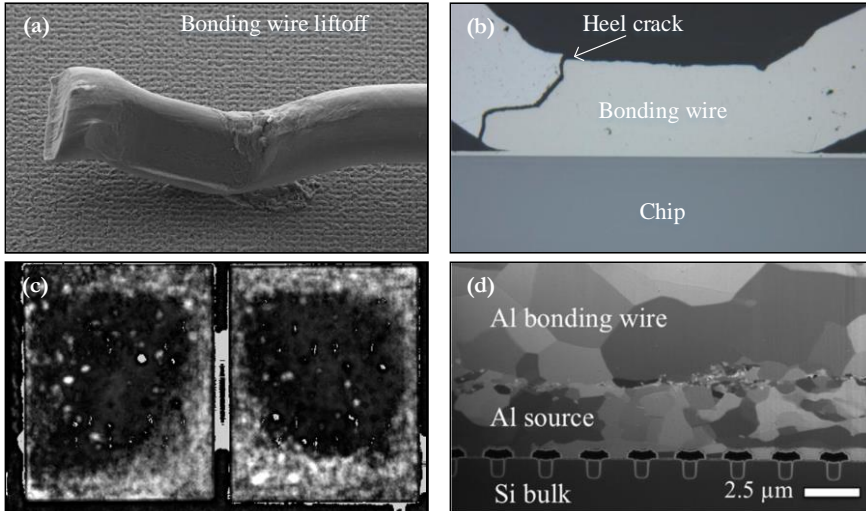 (a)
Bonding wire liftoff
(b)
Heel crack
Bonding wire
Chip
(c)
(d)
Al bonding wire
Al source
Si bulk
2.5 µm